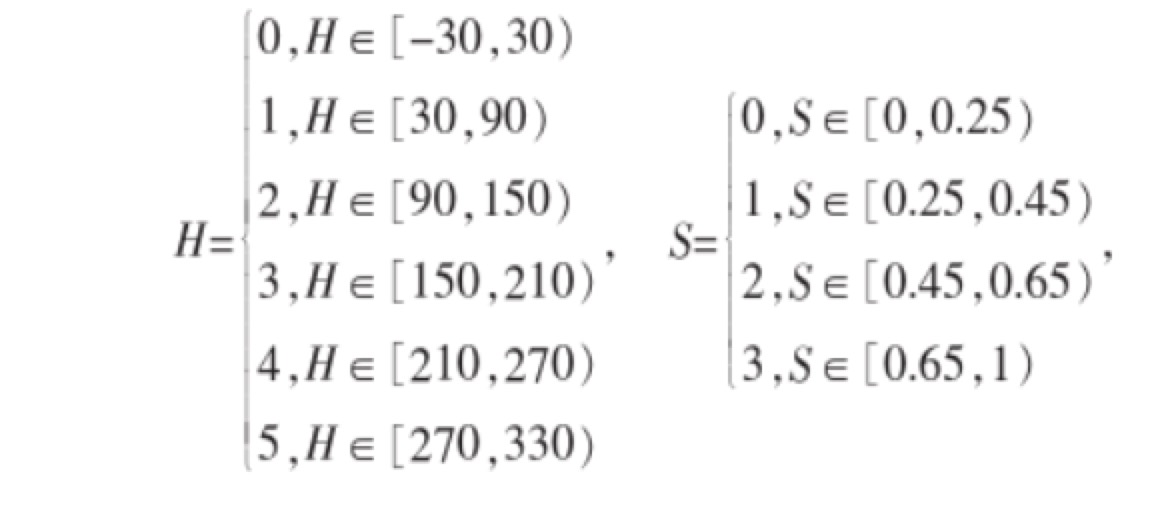 H=
0,H∈[−30,30)
1,H∈[30,90)
2,H∈[90,150)
3,H∈[150,210)
4,H∈[210,270)
5,H∈[270,330)
,
S=
0,S∈[0,0.25)
1,S∈[0.25,0.45)
2,S∈[0.45,0.65)
3,S∈[0.65,1)
,